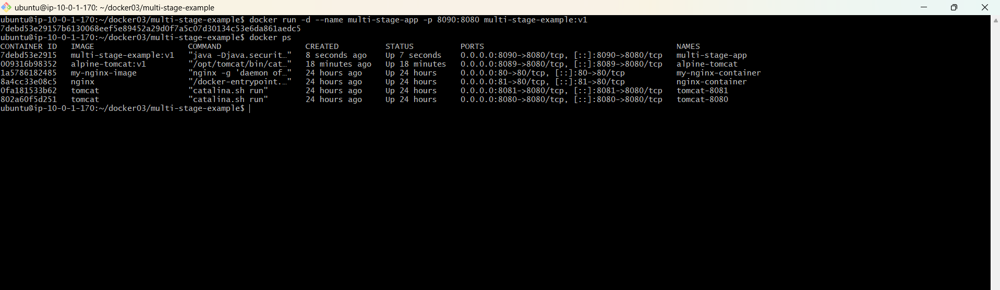 ubuntu@ip-10-0-1-170: ~/docker03/multi-stage-example
ubuntu@ip-10-0-1-170:~/docker03/multi-stage-example$ docker run -d --name multi-stage-app -p 8090:8080 multi-stage-example:v1
7debd53e29157b6130068eef5e89452a29d0f7a5c07d30134c53e6da861aedc5
ubuntu@ip-10-0-1-170:~/docker03/multi-stage-example$ docker ps
CONTAINER ID   IMAGE                    COMMAND                  CREATED          STATUS          PORTS                                         NAMES
7debd53e2915   multi-stage-example:v1   "java -Djava.securit…"   8 seconds ago    Up 7 seconds    0.0.0.0:8090->8080/tcp, [::]:8090->8080/tcp   multi-stage-app
009316b98352   alpine-tomcat:v1         "/opt/tomcat/bin/cat…"   18 minutes ago   Up 18 minutes   0.0.0.0:8089->8080/tcp, [::]:8089->8080/tcp   alpine-tomcat
1a5786182485   my-nginx-image           "nginx -g 'daemon of…"   24 hours ago     Up 24 hours     0.0.0.0:80->80/tcp, [::]:80->80/tcp           my-nginx-container
8a4cc33e08c5   nginx                    "/docker-entrypoint.…"   24 hours ago     Up 24 hours     0.0.0.0:81->80/tcp, [::]:81->80/tcp           nginx-container
0fa181533b62   tomcat                   "catalina.sh run"        24 hours ago     Up 24 hours     0.0.0.0:8081->8080/tcp, [::]:8081->8080/tcp   tomcat-8081
802a60f5d251   tomcat                   "catalina.sh run"        24 hours ago     Up 24 hours     0.0.0.0:8080->8080/tcp, [::]:8080->8080/tcp   tomcat-8080
ubuntu@ip-10-0-1-170:~/docker03/multi-stage-example$